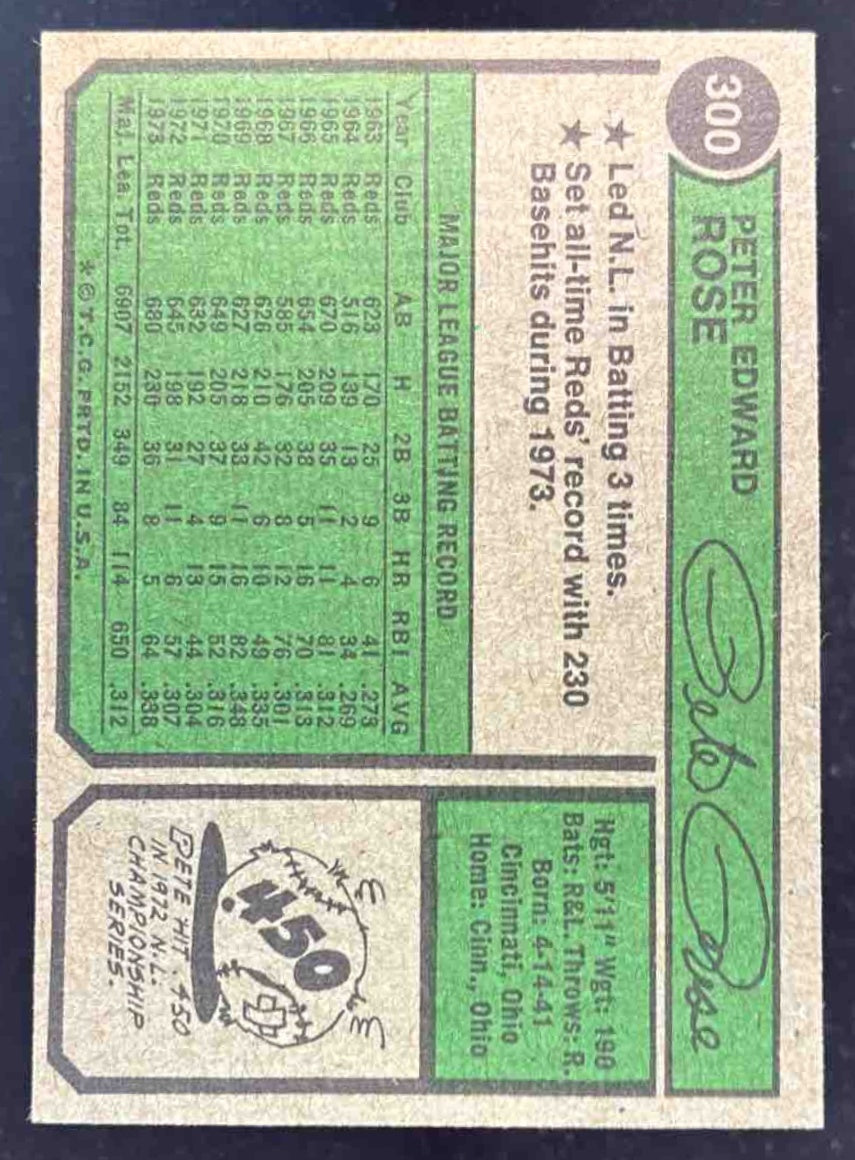 300
PETER EDWARD
ROSE
Pete Rose
★ Led N.L. in Batting 3 times.
★ Set all-time Reds' record with 230
Basehits during 1973.
Hgt: 5'11" Wgt: 190
Bats: R&L. Throws: R.
Born: 4-14-41
Cincinnati, Ohio
Home: Cinn., Ohio
MAJOR LEAGUE BATTING RECORD
Year Club AB H 2B 3B HR RBI AVG
1963 Reds 623 170 25 9 6 41 .273
1964 Reds 516 139 13 2 4 34 .269
1965 Reds 670 209 35 11 11 81 .312
1966 Reds 654 205 38 5 16 70 .313
1967 Reds 585 176 32 8 12 76 .301
1968 Reds 626 210 42 6 10 49 .335
1969 Reds 627 218 33 11 16 82 .348
1970 Reds 649 205 37 9 15 52 .316
1971 Reds 632 192 27 4 13 44 .304
1972 Reds 645 198 31 11 6 57 .307
1973 Reds 680 230 36 8 5 64 .338
Maj. Lea. Tot. 6907 2152 349 84 114 650 .312
* © T.C.G. PRTD. IN U.S.A.
.450
PETE HIT .450
IN 1972 N.L.
CHAMPIONSHIP
SERIES.